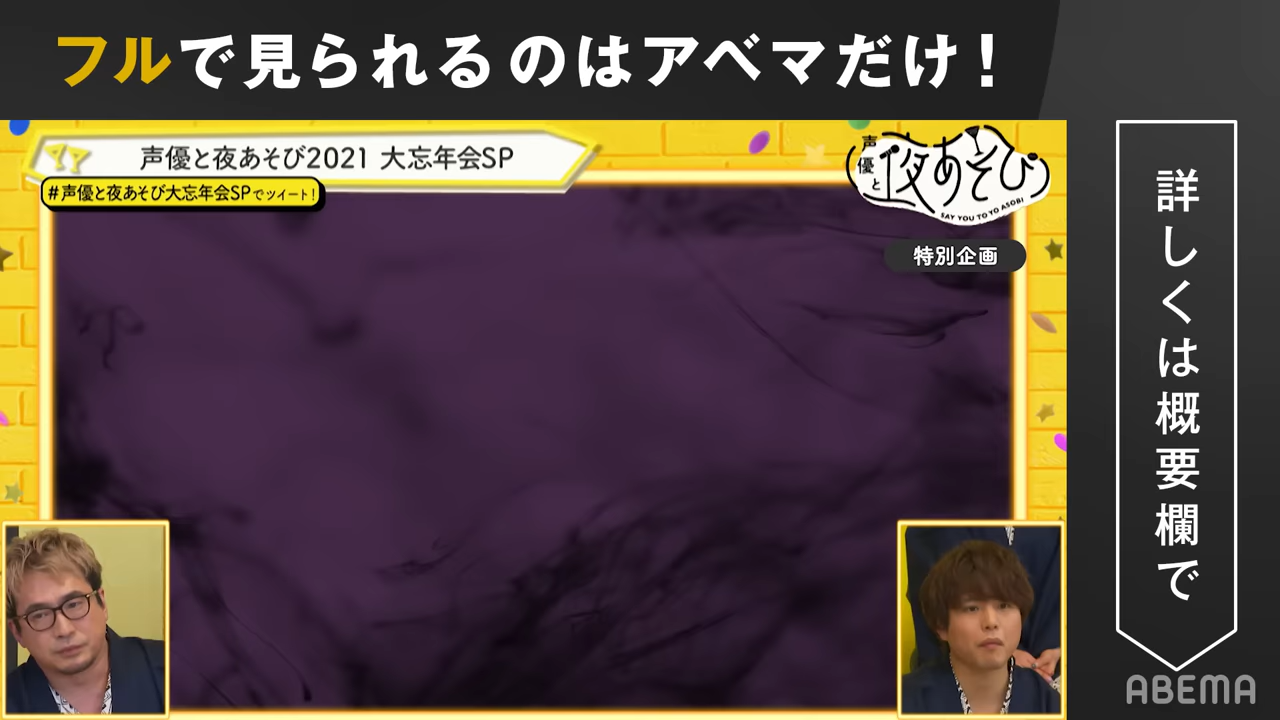 フルで見られるのはアベマだけ！
声優と夜あそび2021 大忘年会SP
#声優と夜あそび大忘年会SPでツイート！
声優と夜あそび
SAY YOU TO YO ASOBI
特別企画
詳しくは概要欄で
ABEMA